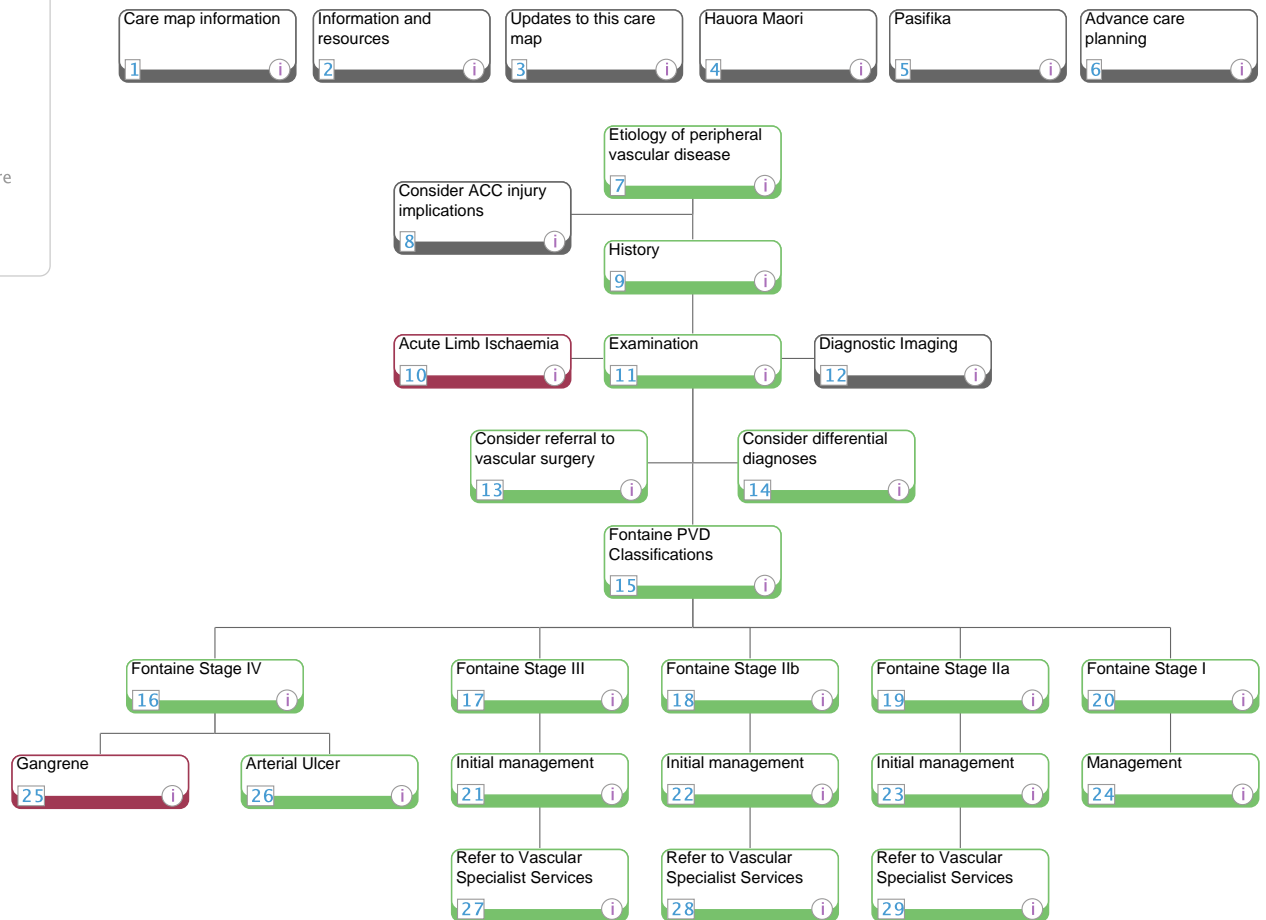 Care map information
1 i
Information and
resources
2 i
Updates to this care
map
3 i
Hauora Maori
4 i
Pasifika
5 i
Advance care
planning
6 i
Etiology of peripheral
vascular disease
7 i
re
Consider ACC injury
implications
8 i
History
9 i
Acute Limb Ischaemia
10 i
Examination
11 i
Diagnostic Imaging
12 i
Consider referral to
vascular surgery
13 i
Consider differential
diagnoses
14 i
Fontaine PVD
Classifications
15 i
Fontaine Stage IV
16 i
Fontaine Stage III
17 i
Fontaine Stage IIb
18 i
Fontaine Stage IIa
19 i
Fontaine Stage I
20 i
Gangrene
25 i
Arterial Ulcer
26 i
Initial management
21 i
Initial management
22 i
Initial management
23 i
Management
24 i
Refer to Vascular
Specialist Services
27 i
Refer to Vascular
Specialist Services
28 i
Refer to Vascular
Specialist Services
29 i